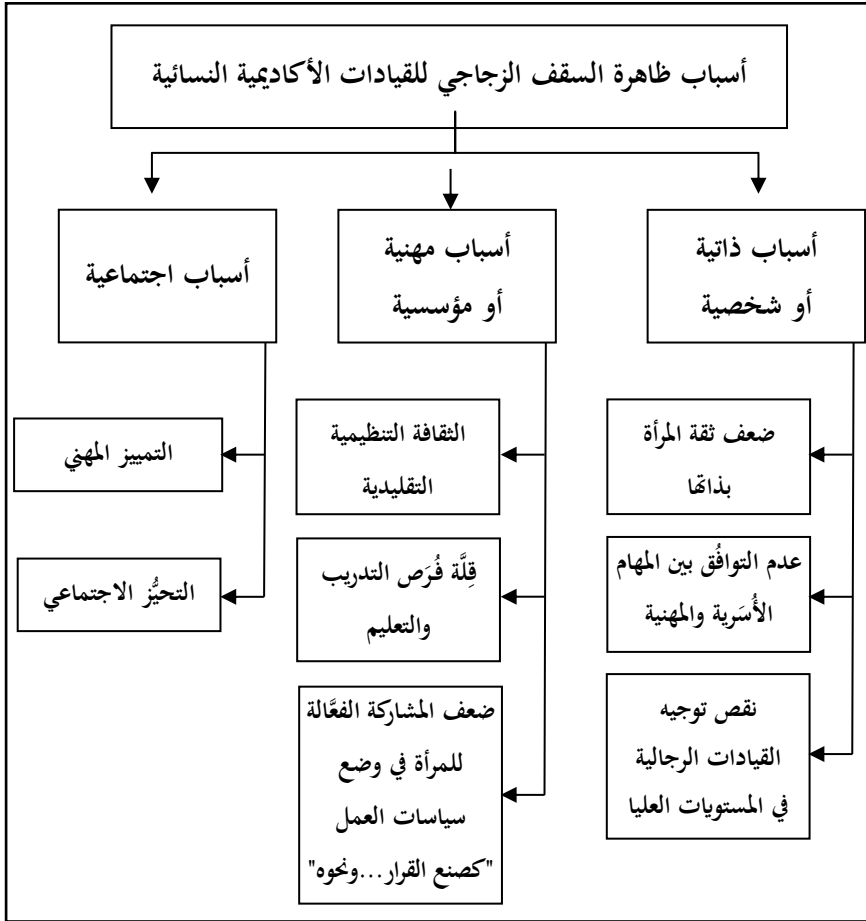 أسباب ظاهرة السقف الزجاجي للقيادات الأكاديمية النسائية
أسباب ذاتية
أو شخصية
ضعف ثقة المرأة
بذاتها
عدم التوافُق بين المهام
الأُسَرية والمهنية
نقص توجيه
القيادات الرجالية
في المستويات العليا
أسباب مهنية
أو مؤسسية
الثقافة التنظيمية
التقليدية
قِلَّة فُرَص التدريب
والتعليم
ضعف المشاركة الفعَّالة
للمرأة في وضع
سياسات العمل
"كصنع القرار...ونحوه"
أسباب اجتماعية
التمييز المهني
التحيُّز الاجتماعي